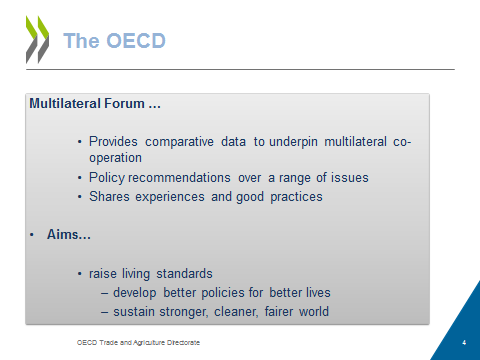 The OECD
Multilateral Forum …
• Provides comparative data to underpin multilateral co-
operation
• Policy recommendations over a range of issues
• Shares experiences and good practices
• Aims…
• raise living standards
– develop better policies for better lives
– sustain stronger, cleaner, fairer world
OECD Trade and Agriculture Directorate
4